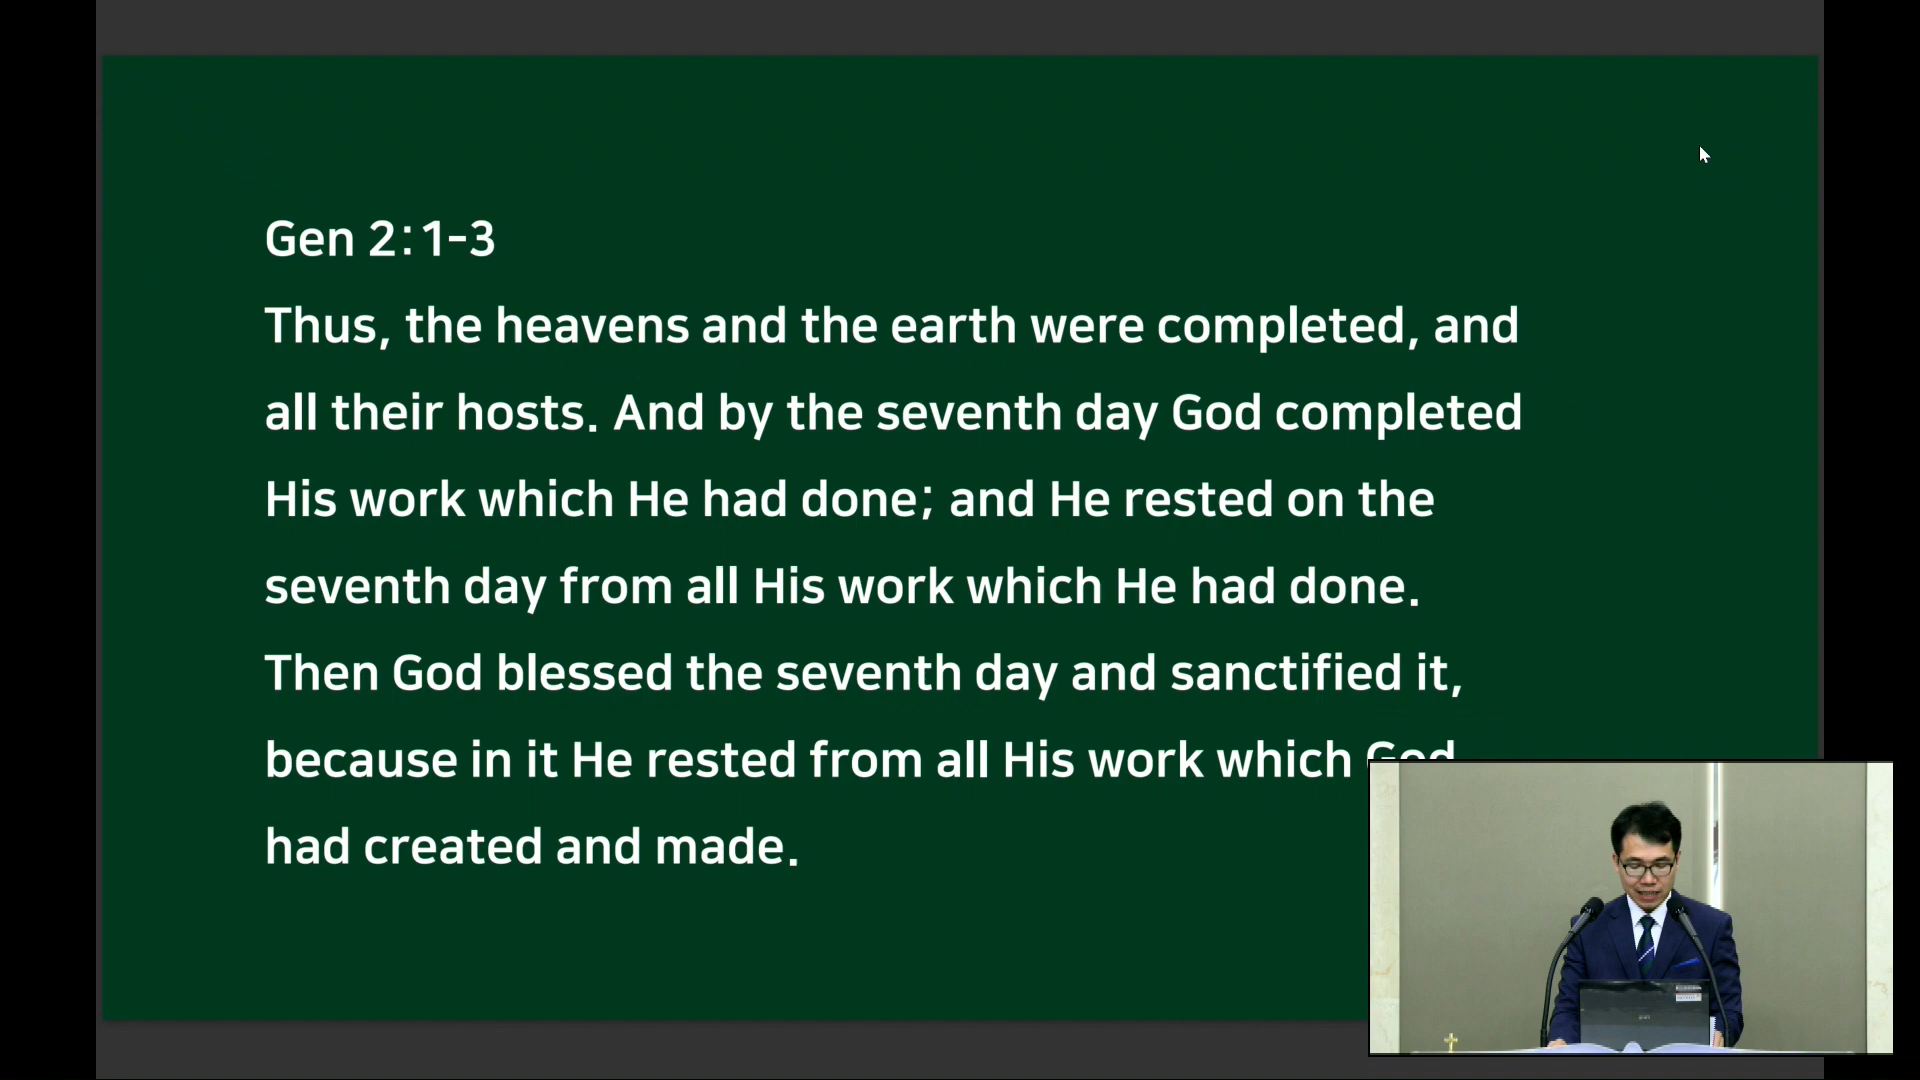 Gen 2:1-3
Thus, the heavens and the earth were completed, and
all their hosts. And by the seventh day God completed
His work which He had done; and He rested on the
seventh day from all His work which He had done.
Then God blessed the seventh day and sanctified it,
because in it He rested from all His work which God
had created and made.